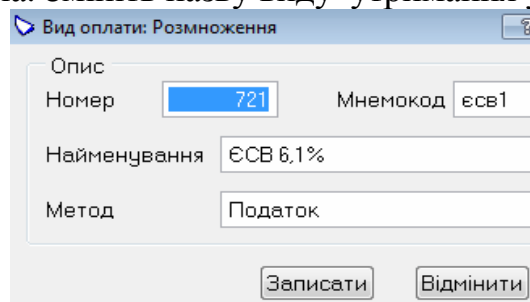 Вид оплати: Розмноження
Опис
Номер 721 Мнемокод єсв1
Найменування ЄСВ 6,1%
Метод Податок
Записати Відмінити